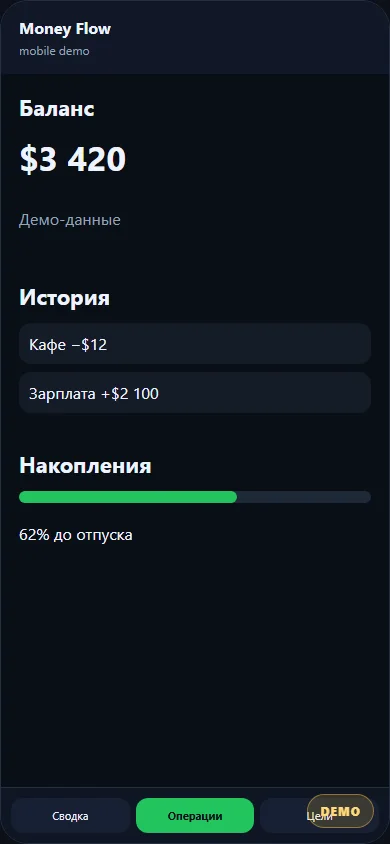 Money Flow
mobile demo
Баланс
$3 420
Демо-данные
История
Кафе −$12
Зарплата +$2 100
Накопления
62% до отпуска
Сводка
Операции
Цели
DEMO